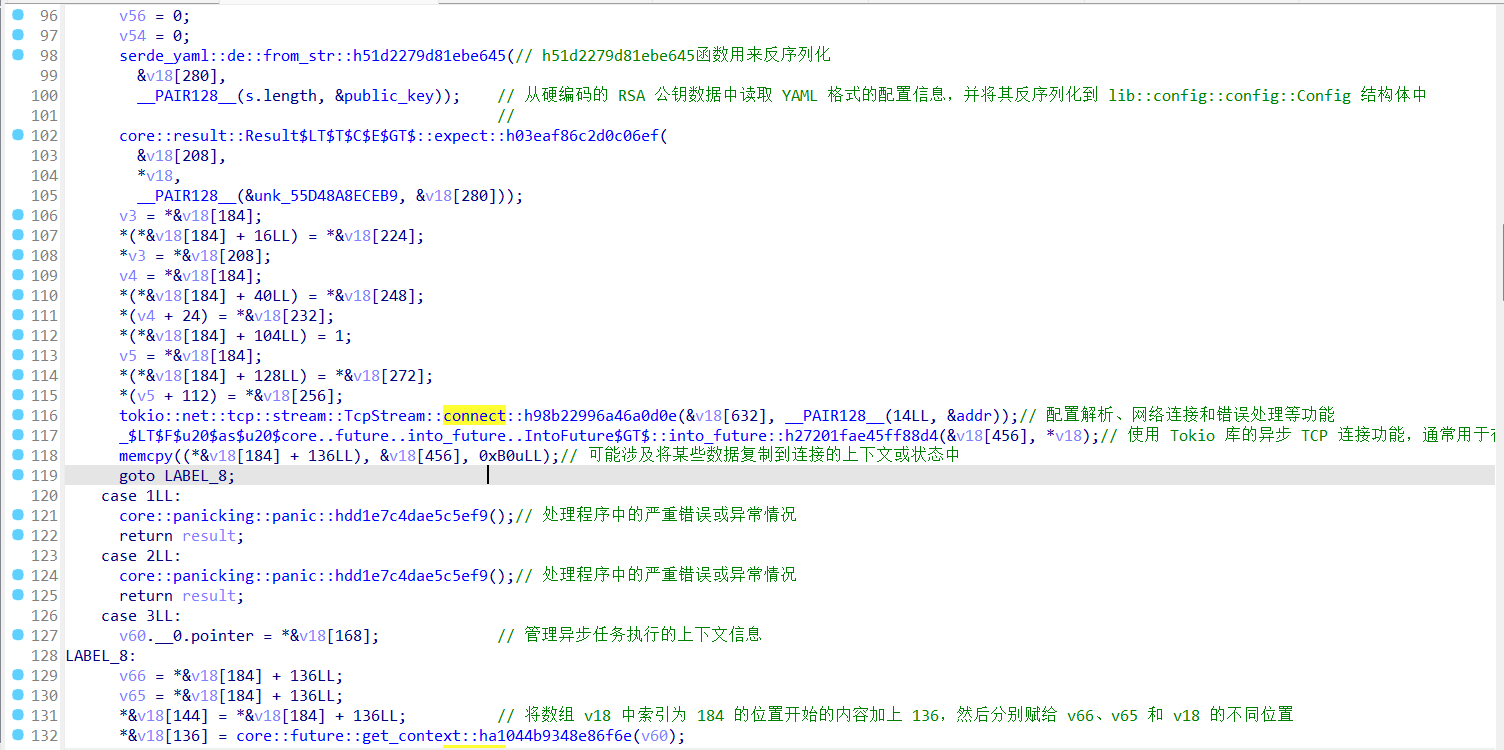 96 v56 = 0;
97 v54 = 0;
98 serde_yaml::de::from_str::h51d2279d81ebe645(// h51d2279d81ebe645函数用来反序列化
99 &v18[280],
100 __PAIR128__(s.length, &public_key)); // 从硬编码的 RSA 公钥数据中读取 YAML 格式的配置信息，并将其反序列化到 lib::config::config::Config 结构体中
101 //
102 core::result::Result$LT$T$C$E$GT$::expect::h03eaf86c2d0c06ef(
103 &v18[208],
104 *v18,
105 __PAIR128__(&unk_55D48A8ECEB9, &v18[280]));
106 v3 = *&v18[184];
107 *(*&v18[184] + 16LL) = *&v18[224];
108 *v3 = *&v18[208];
109 v4 = *&v18[184];
110 *(*&v18[184] + 40LL) = *&v18[248];
111 *(v4 + 24) = *&v18[232];
112 *(*&v18[184] + 104LL) = 1;
113 v5 = *&v18[184];
114 *(*&v18[184] + 128LL) = *&v18[272];
115 *(v5 + 112) = *&v18[256];
116 tokio::net::tcp::stream::TcpStream::connect::h98b22996a46a0d0e(&v18[632], __PAIR128__(14LL, &addr));// 配置解析、网络连接和错误处理等功能
117 _$LT$F$u20$as$u20$core..future..into_future..IntoFuture$GT$::into_future::h27201fae45ff88d4(&v18[456], *v18);// 使用 Tokio 库的异步 TCP 连接功能，通常用于
118 memcpy((*&v18[184] + 136LL), &v18[456], 0xB0uLL);// 可能涉及将某些数据复制到连接的上下文或状态中
119 goto LABEL_8;
120 case 1LL:
121 core::panicking::panic::hdd1e7c4dae5c5ef9();// 处理程序中的严重错误或异常情况
122 return result;
123 case 2LL:
124 core::panicking::panic::hdd1e7c4dae5c5ef9();// 处理程序中的严重错误或异常情况
125 return result;
126 case 3LL:
127 v60.__0.pointer = *&v18[168]; // 管理异步任务执行的上下文信息
128 LABEL_8:
129 v66 = *&v18[184] + 136LL;
130 v65 = *&v18[184] + 136LL;
131 *&v18[144] = *&v18[184] + 136LL; // 将数组 v18 中索引为 184 的位置开始的内容加上 136，然后分别赋给 v66、v65 和 v18 的不同位置
132 *&v18[136] = core::future::get_context::ha1044b9348e86f6e(v60);